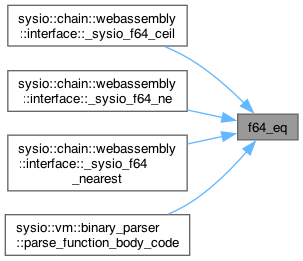 sysio::chain::webassembly
::interface::_sysio_f64_ceil
sysio::chain::webassembly
::interface::_sysio_f64_ne
f64_eq
sysio::chain::webassembly
::interface::_sysio_f64
_nearest
sysio::vm::binary_parser
::parse_function_body_code